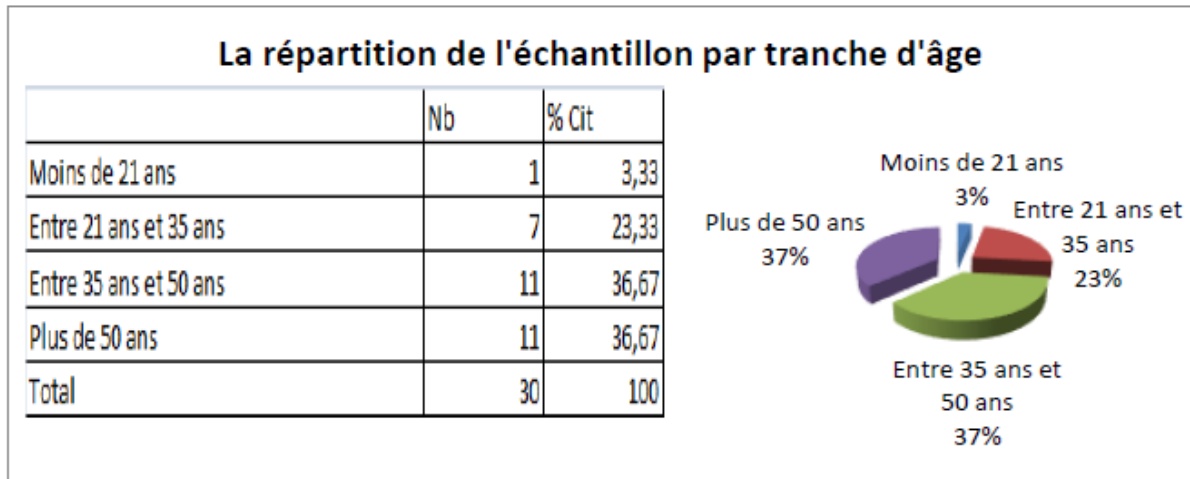 La répartition de l'échantillon par tranche d'âge
Nb % Cit
Moins de 21 ans 1 3,33
Entre 21 ans et 35 ans 7 23,33
Entre 35 ans et 50 ans 11 36,67
Plus de 50 ans 11 36,67
Total 30 100
Moins de 21 ans
3%
Entre 21 ans et
35 ans
23%
Plus de 50 ans
37%
Entre 35 ans et
50 ans
37%